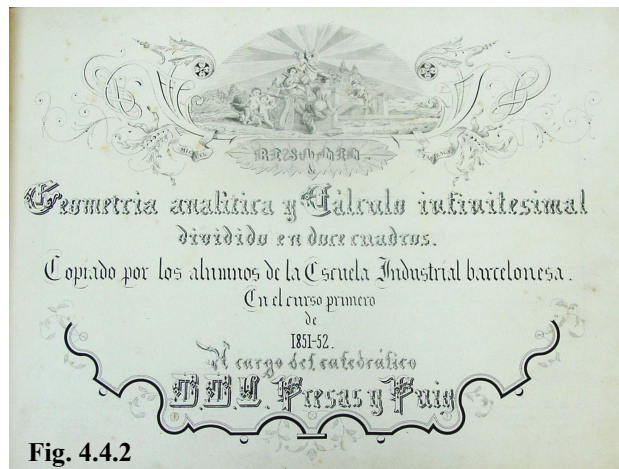 MIGUEL
RESUMEN.
Geometria analitica y Cálculo infinitesimal
dividido en doce cuadros.
Copiado por los alumnos de la Escuela Industrial barcelonesa.
En el curso primero
de
1851-52.
A cargo del catedrático
D.D.L. Presas y Puig
Fig. 4.4.2